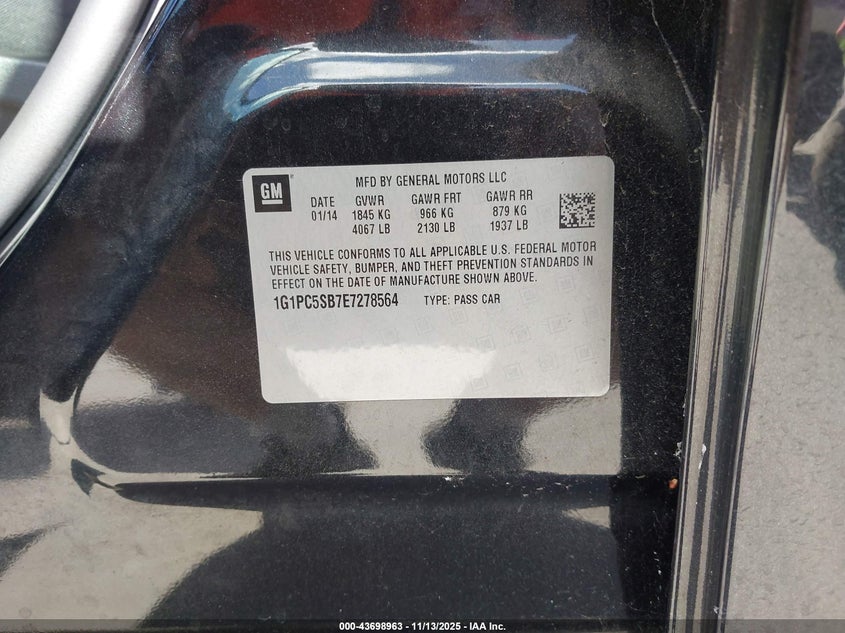 GM
MFD BY GENERAL MOTORS LLC
DATE GVWR GAWR FRT GAWR RR
01/14 1845 KG 966 KG 879 KG
4067 LB 2130 LB 1937 LB
THIS VEHICLE CONFORMS TO ALL APPLICABLE U.S. FEDERAL MOTOR
VEHICLE SAFETY, BUMPER, AND THEFT PREVENTION STANDARDS IN
EFFECT ON THE DATE OF MANUFACTURE SHOWN ABOVE.
1G1PC5SB7E7278564 TYPE: PASS CAR
000-43698963 - 11/13/2025 - IAA Inc.